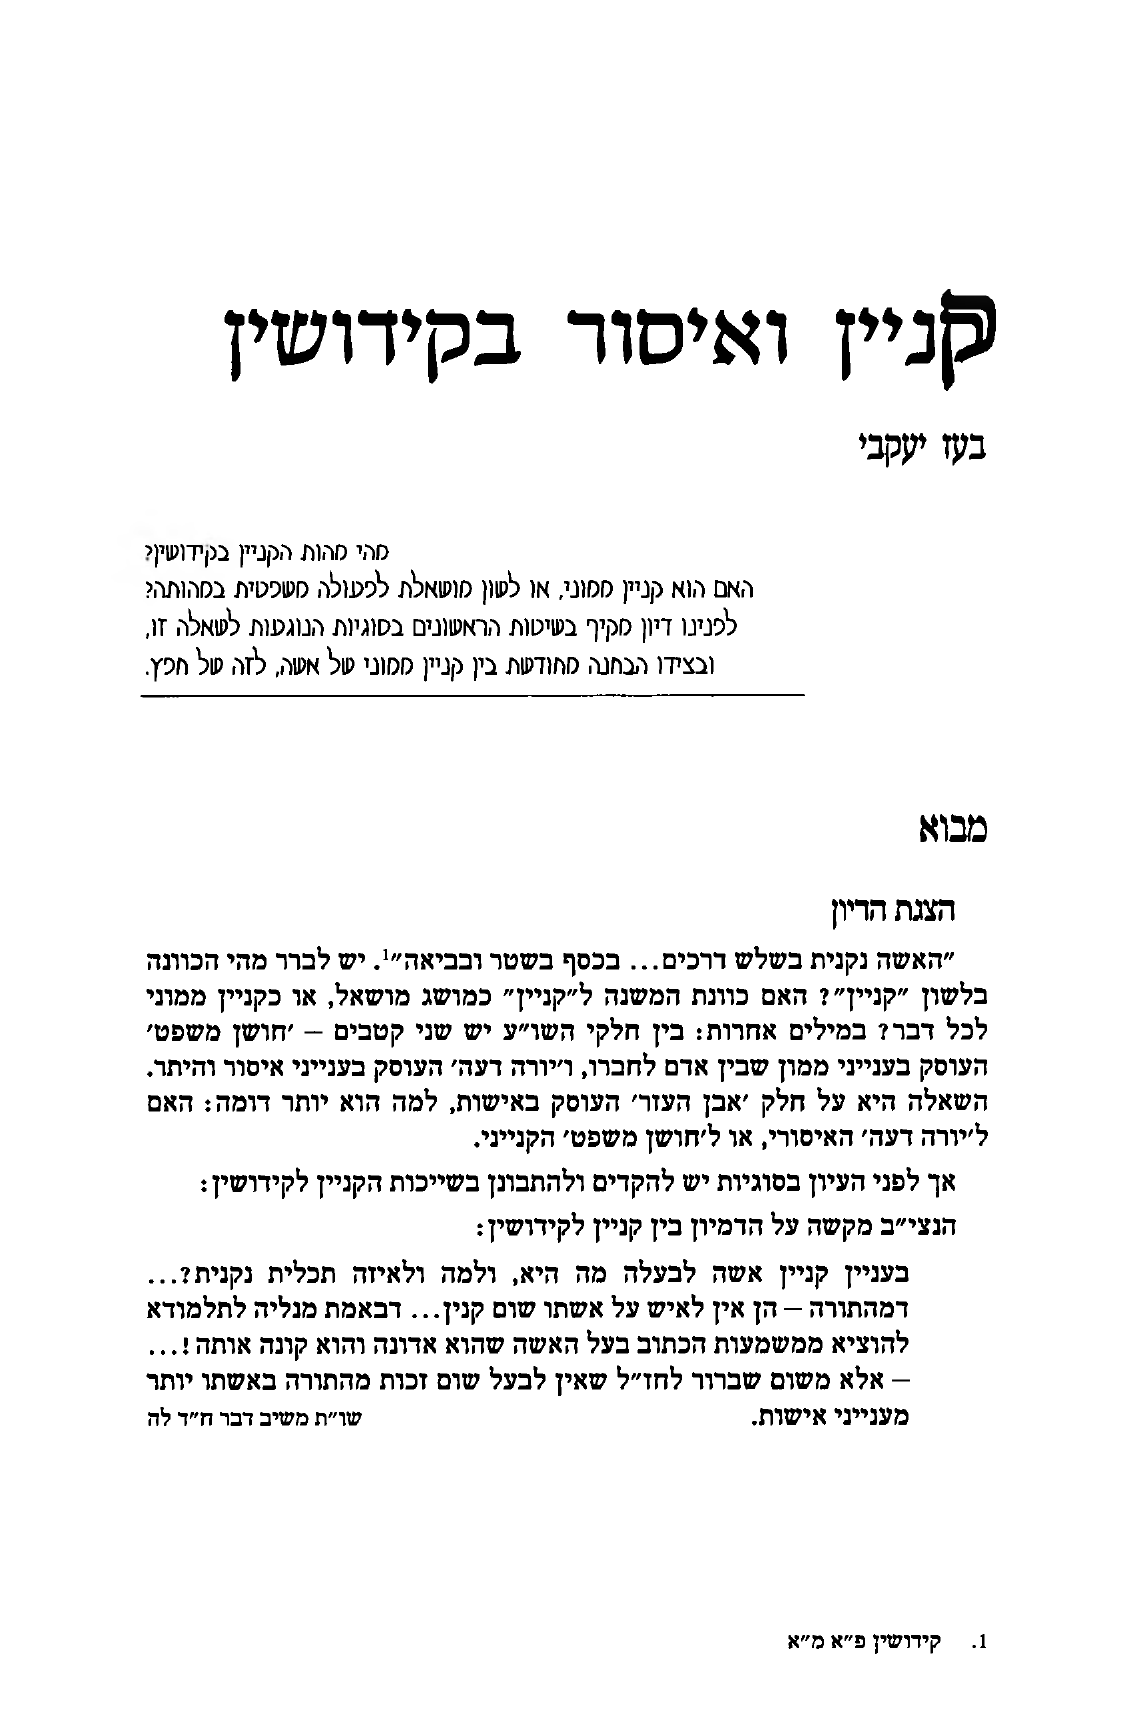 קניין ואיסור בקידושין
בעז יעקבי
מהי מהות הקניין בקידושין?
האם הוא קניין ממוני, או לשון מושאלת לפעולה משפטית במהותה?
לפנינו דיון מקיף בשיטות הראשונים בסוגיות הנוגעות לשאלה זו,
ובצידו הבחנה מחודשת בין קניין ממוני של אשה, לזה של חפץ.
מבוא
הצגת הדיון
"האשה נקנית בשלש דרכים... בכסף בשטר ובביאה"1. יש לברר מהי הכוונה
בלשון "קניין"? האם כוונת המשנה ל"קניין" כמושג מושאל, או כקניין ממוני
לכל דבר? במילים אחרות: בין חלקי השו"ע יש שני קטבים – 'חושן משפט'
העוסק בענייני ממון שבין אדם לחברו, ו'יורה דעה' העוסק בענייני איסור והיתר.
השאלה היא על חלק 'אבן העזר' העוסק באישות, למה הוא יותר דומה: האם
ל'יורה דעה' האיסורי, או ל'חושן משפט' הקנייני.
אך לפני העיון בסוגיות יש להקדים ולהתבונן בשייכות הקניין לקידושין:
הנצי"ב מקשה על הדמיון בין קניין לקידושין:
בעניין קניין אשה לבעלה מה היא, ולמה ולאיזה תכלית נקנית?...
דמהתורה – הן אין לאיש על אשתו שום קנין... דבאמת מנליה לתלמודא
להוציא ממשמעות הכתוב בעל האשה שהוא אדונה והוא קונה אותה!...
– אלא משום שברור לחז"ל שאין לבעל שום זכות מהתורה באשתו יותר
מענייני אישות. שו"ת משיב דבר ח"ד לה
1. קידושין פ"א מ"א